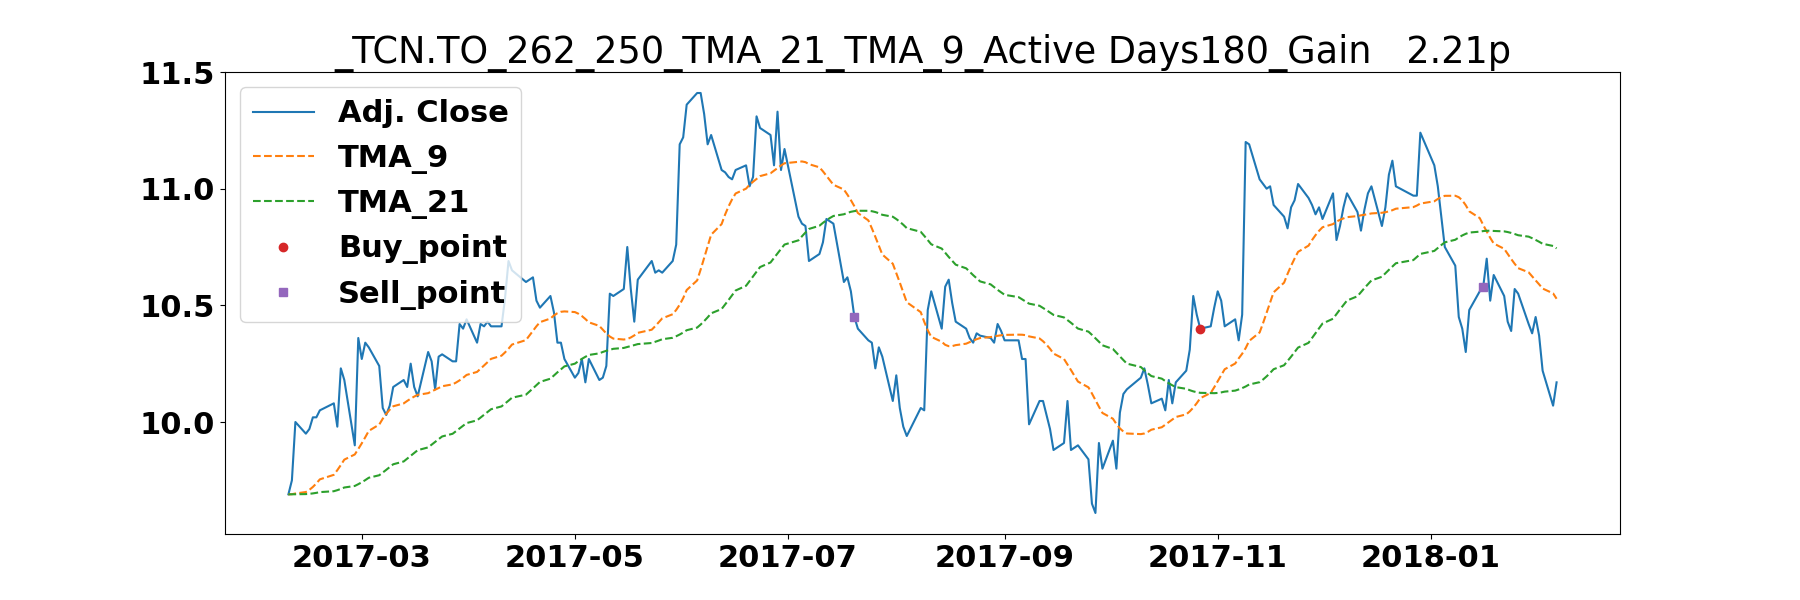 _TCN.TO_262_250_TMA_21_TMA_9_Active Days180_Gain   2.21p
11.5
11.0
10.5
10.0
Adj. Close
TMA_9
TMA_21
Buy_point
Sell_point
2017-03 2017-05 2017-07 2017-09 2017-11 2018-01